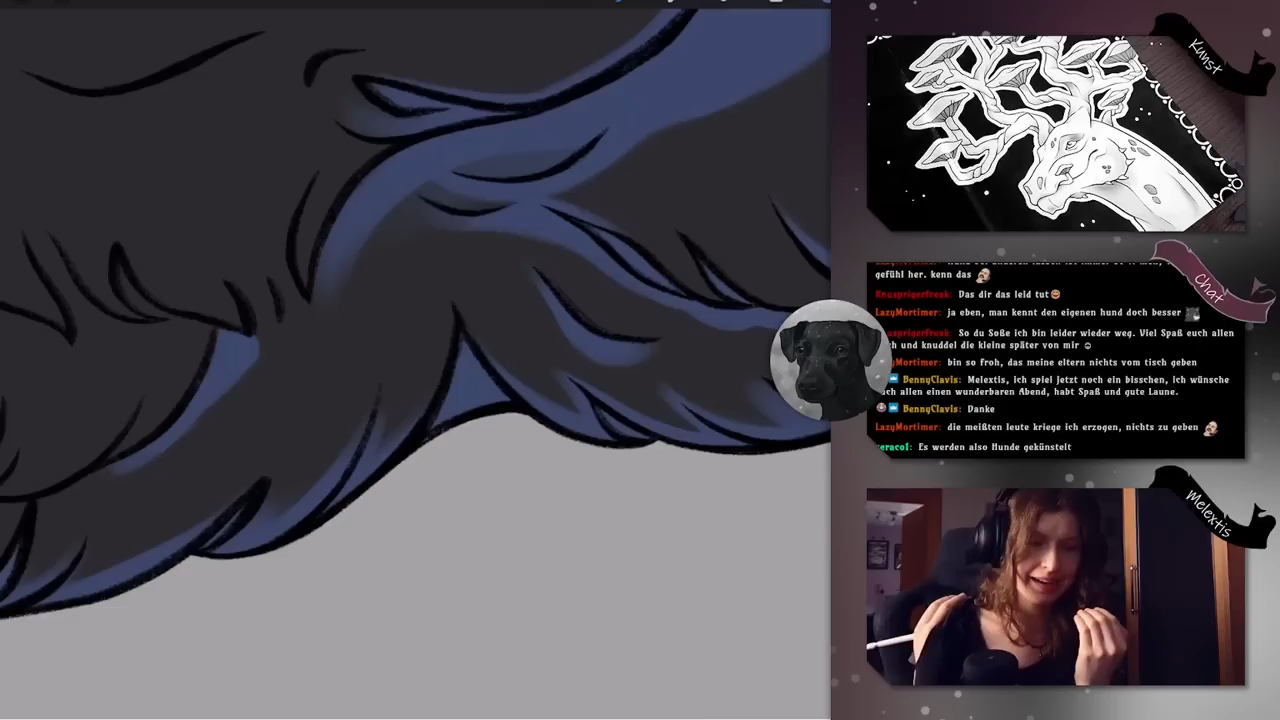 Kunst
Chat
gefühl her. kenn das
Knusprigerfreak: Das dir das leid tut
LazyMortimer: ja eben, man kennt den eigenen hund doch besser
So du Soße ich bin leider wieder weg. Viel Spaß euch allen
und knuddel die kleine später von mir
bin so froh, das meine eltern nichts vom tisch geben
BennyClavis: Melextis, ich spiel jetzt noch ein bisschen, ich wünsche
allen einen wunderbaren Abend, habt Spaß und gute Laune.
BennyClavis: Danke
LazyMortimer: die meißten leute kriege ich erzogen, nichts zu geben
Es werden also Hunde gekünstelt
Melextis